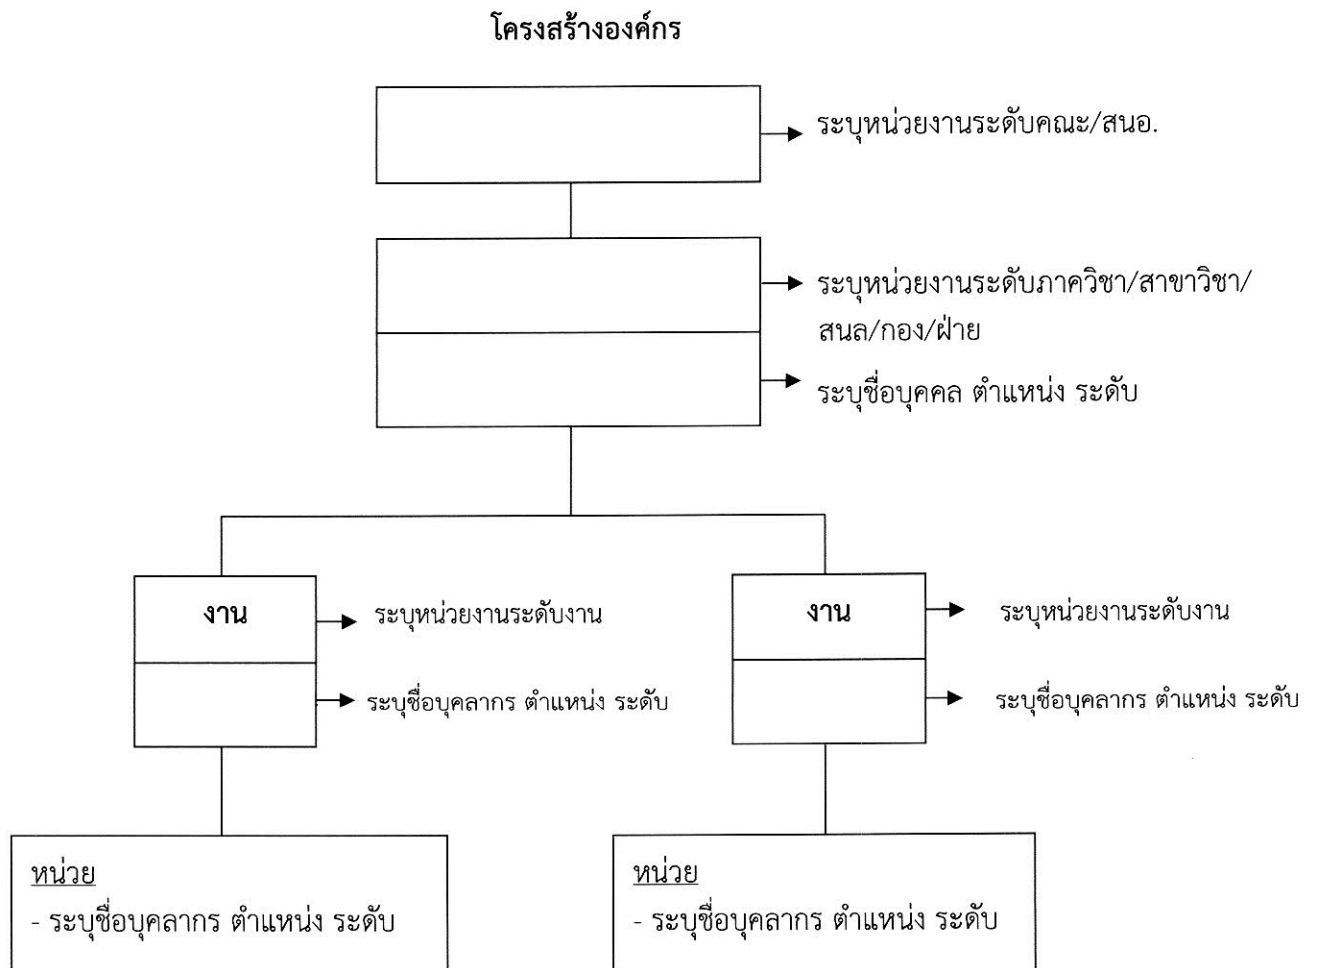 โครงสร้างองค์กร
ระบุหน่วยงานระดับคณะ/สนอ.
ระบุหน่วยงานระดับภาควิชา/สาขาวิชา/
สนล/กอง/ฝ่าย
ระบุชื่อบุคคล ตำแหน่ง ระดับ
งาน
ระบุหน่วยงานระดับงาน
ระบุชื่อบุคลากร ตำแหน่ง ระดับ
งาน
ระบุหน่วยงานระดับงาน
ระบุชื่อบุคลากร ตำแหน่ง ระดับ
หน่วย
- ระบุชื่อบุคลากร ตำแหน่ง ระดับ
หน่วย
- ระบุชื่อบุคลากร ตำแหน่ง ระดับ